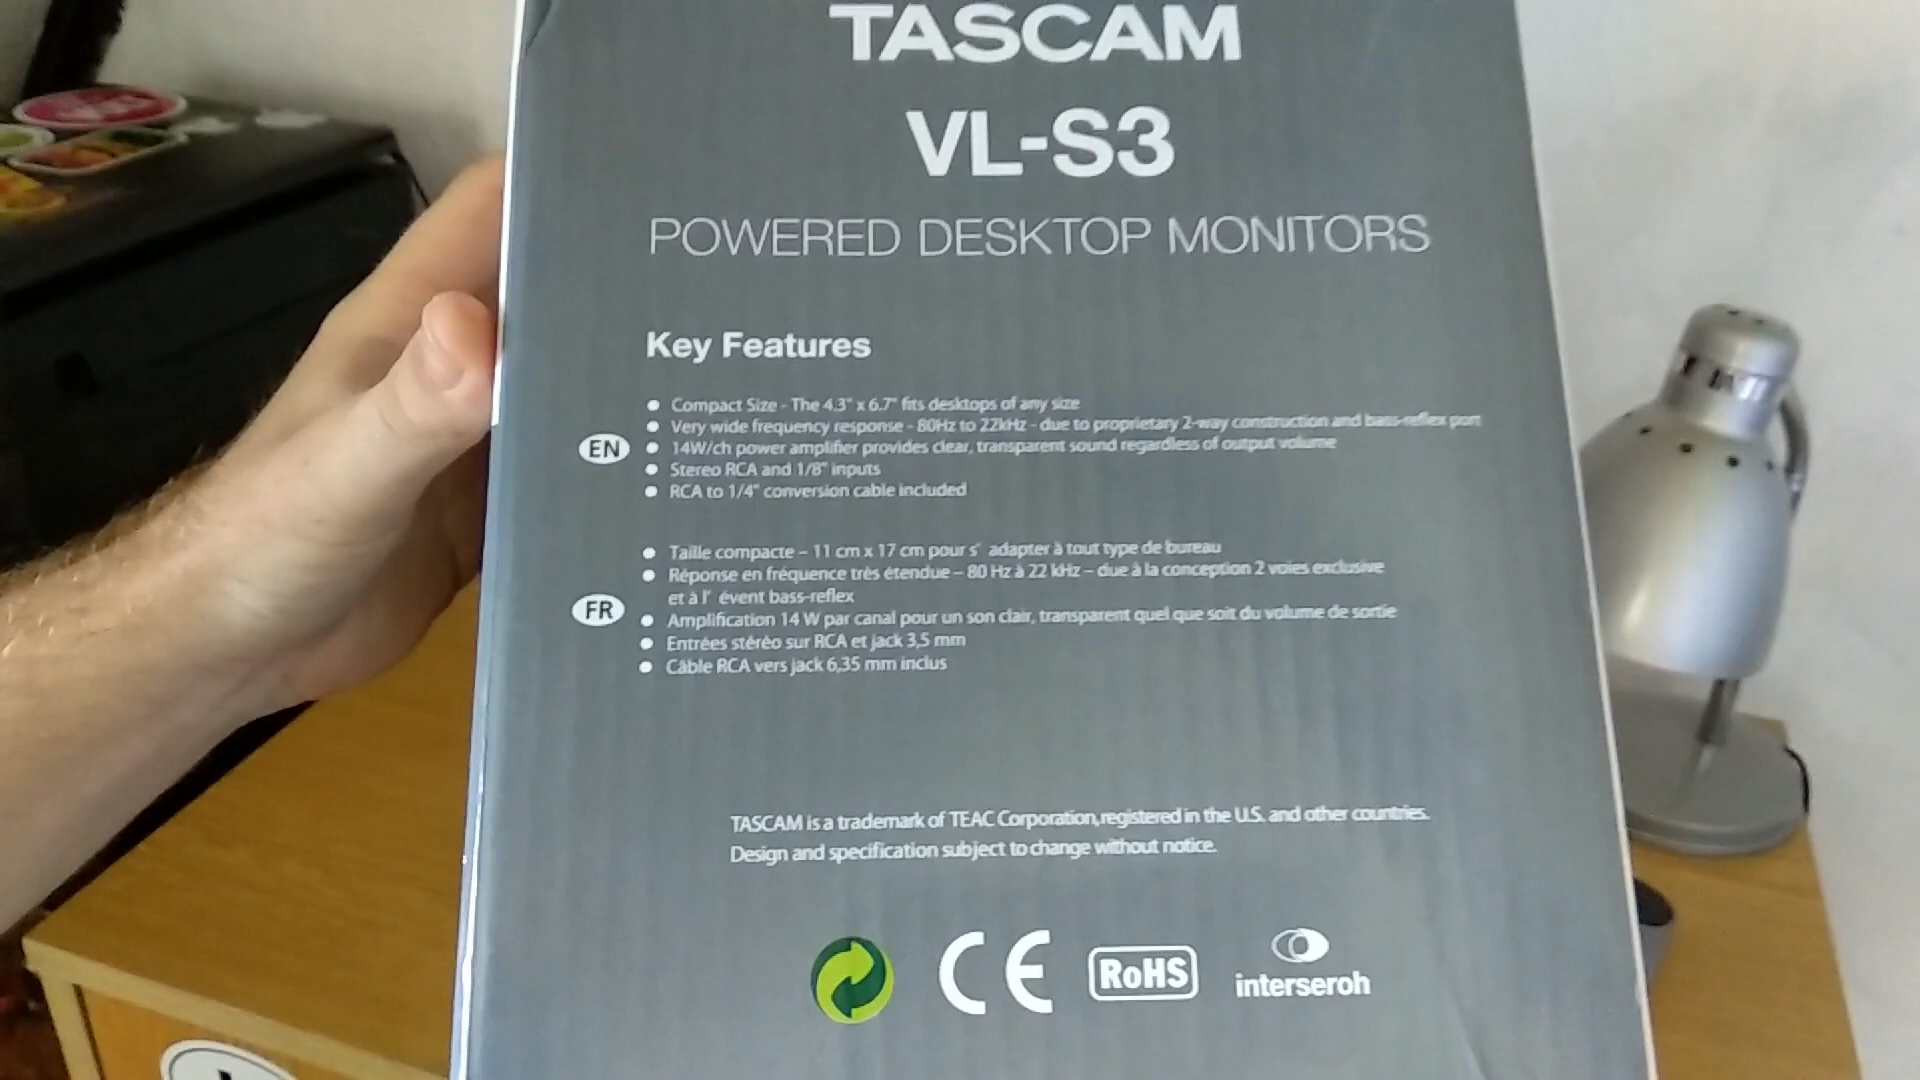 TASCAM
VL-S3
POWERED DESKTOP MONITORS
Key Features
EN
• Compact Size - The 4.3" x 6.7" fits desktops of any size
• Very wide frequency response - 80Hz to 22kHz - due to proprietary 2-way construction and bass-reflex port
• 14W/ch power amplifier provides clear, transparent sound regardless of output volume
• Stereo RCA and 1/8" inputs
• RCA to 1/4" conversion cable included
FR
• Taille compacte – 11 cm x 17 cm pour s' adapter à tout type de bureau
• Réponse en fréquence très étendue – 80 Hz à 22 kHz – due à la conception 2 voies exclusive
et à l' évent bass-reflex
• Amplification 14 W par canal pour un son clair, transparent quel que soit du volume de sortie
• Entrées stéréo sur RCA et jack 3,5 mm
• Câble RCA vers jack 6,35 mm inclus
TASCAM is a trademark of TEAC Corporation, registered in the U.S. and other countries.
Design and specification subject to change without notice.
CE
RoHS
interseroh